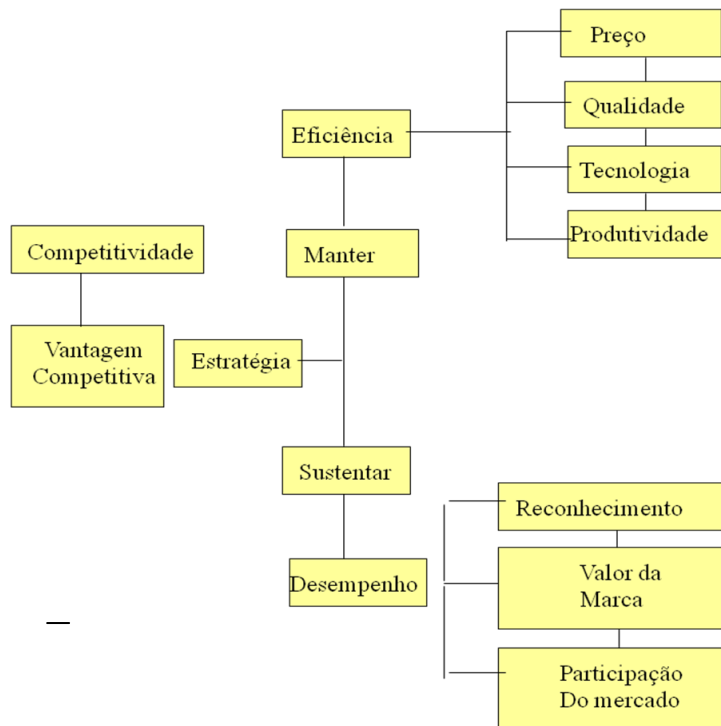 Preço
Qualidade
Eficiência
Tecnologia
Produtividade
Competitividade
Manter
Vantagem
Competitiva
Estratégia
Sustentar
Reconhecimento
Desempenho
Valor da
Marca
Participação
Do mercado